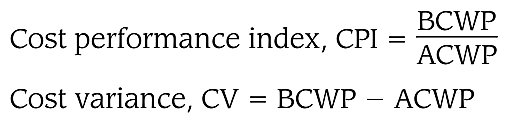 Cost performance index, CPI = BCWP / ACWP
Cost variance, CV = BCWP − ACWP